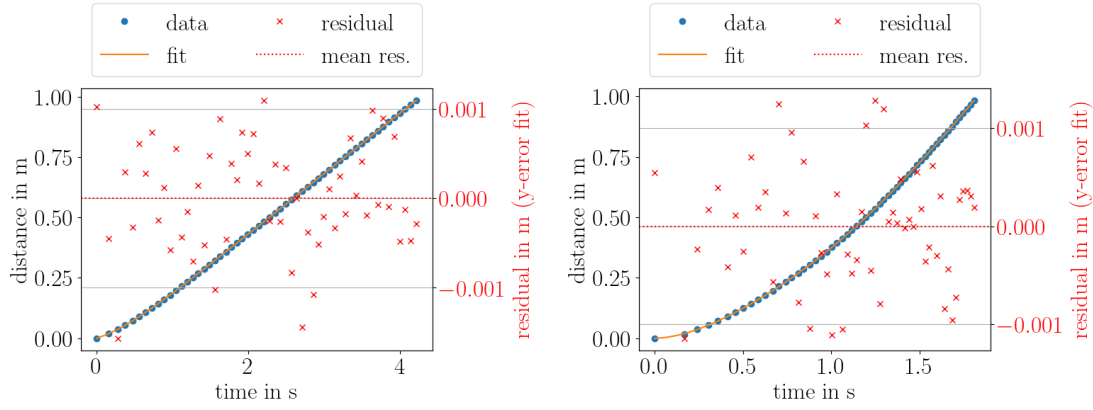 data
residual
fit
mean res.
1.00
0.75
0.50
0.25
0.00
distance in m
0
2
4
time in s
0.001
0.000
−0.001
residual in m (y-error fit)
data
residual
fit
mean res.
1.00
0.75
0.50
0.25
0.00
distance in m
0.0
0.5
1.0
1.5
time in s
0.001
0.000
−0.001
residual in m (y-error fit)